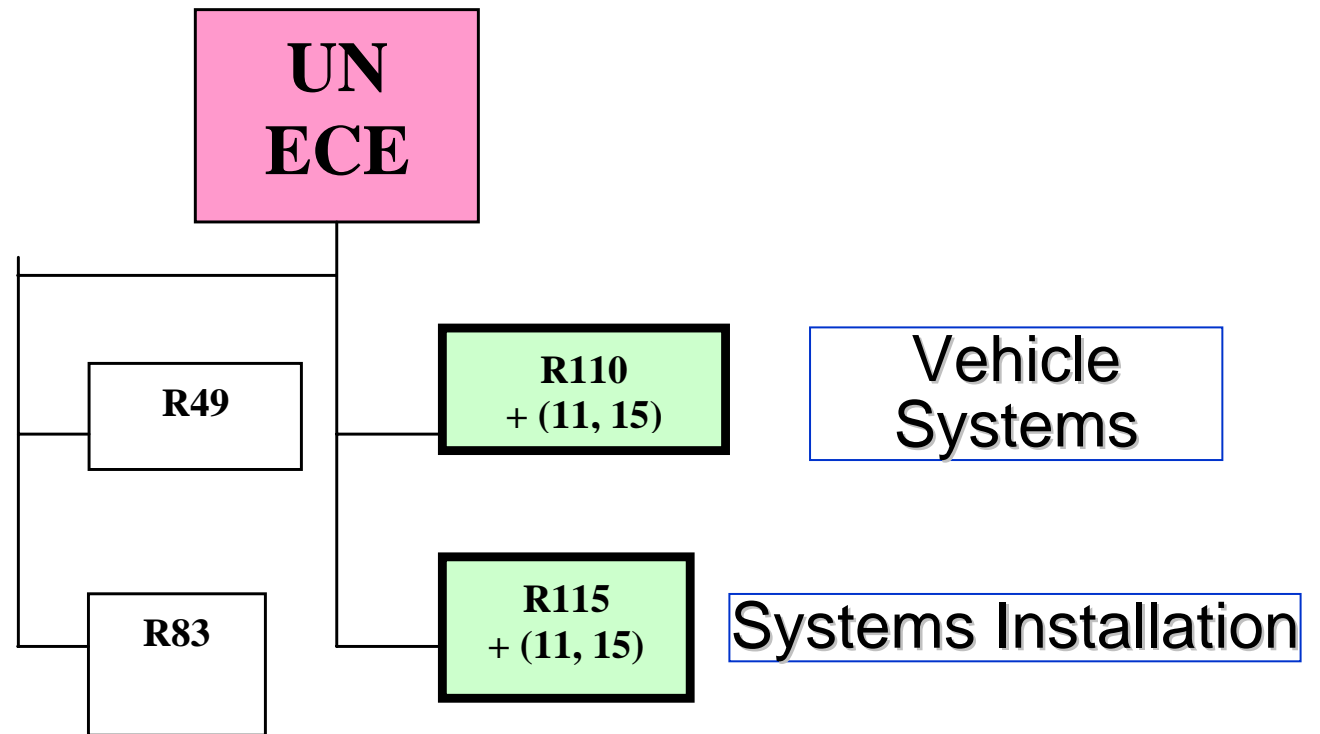 UN
ECE
R49
R110
+ (11, 15)
Vehicle
Systems
R83
R115
+ (11, 15)
Systems Installation